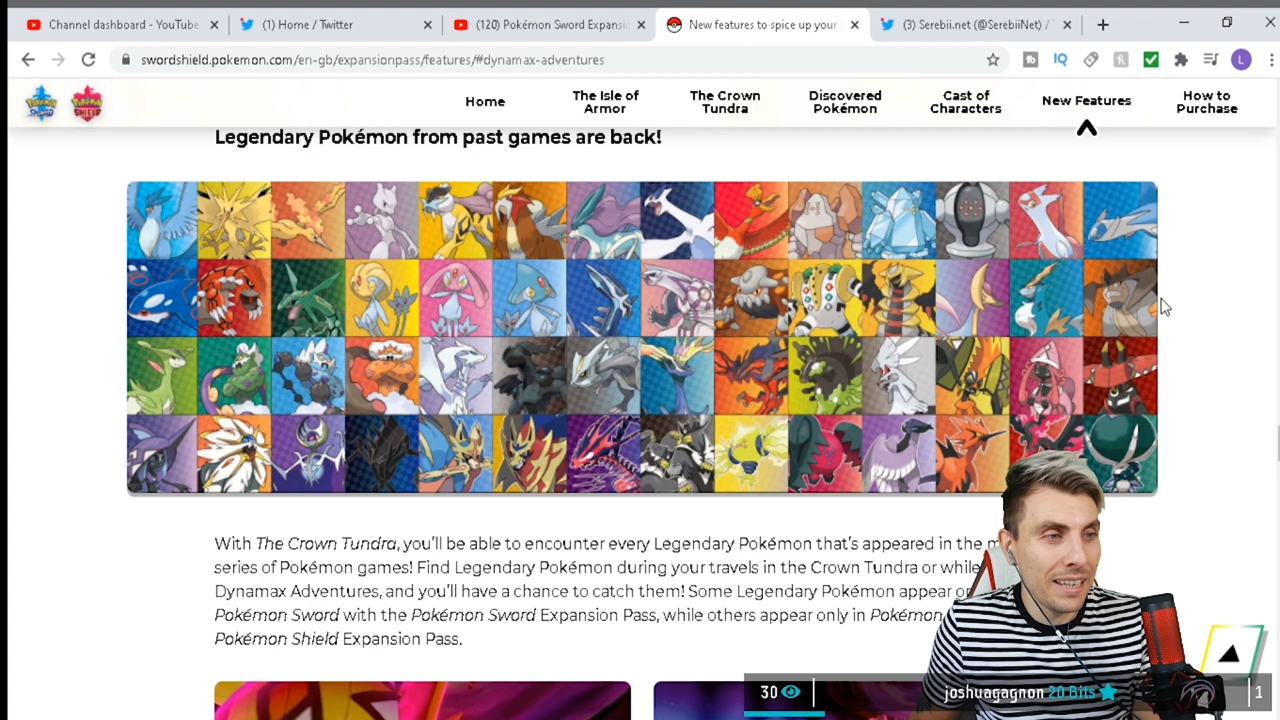 Channel dashboard - YouTube
(1) Home / Twitter
(120) Pokémon Sword Expansi
New features to spice up your
(3) Serebii.net (@SerebiiNet) /
swordshield.pokemon.com/en-gb/expansionpass/features/#dynamax-adventures
IQ
L
Home
The Isle of
Armor
The Crown
Tundra
Discovered
Pokémon
Cast of
Characters
New Features
How to
Purchase
Legendary Pokémon from past games are back!
With The Crown Tundra, you'll be able to encounter every Legendary Pokémon that's appeared in the m
series of Pokémon games! Find Legendary Pokémon during your travels in the Crown Tundra or while
Dynamax Adventures, and you'll have a chance to catch them! Some Legendary Pokémon appear on
Pokémon Sword with the Pokémon Sword Expansion Pass, while others appear only in Pokémon
Pokémon Shield Expansion Pass.
30
joshuagagnon 20 Bits
1